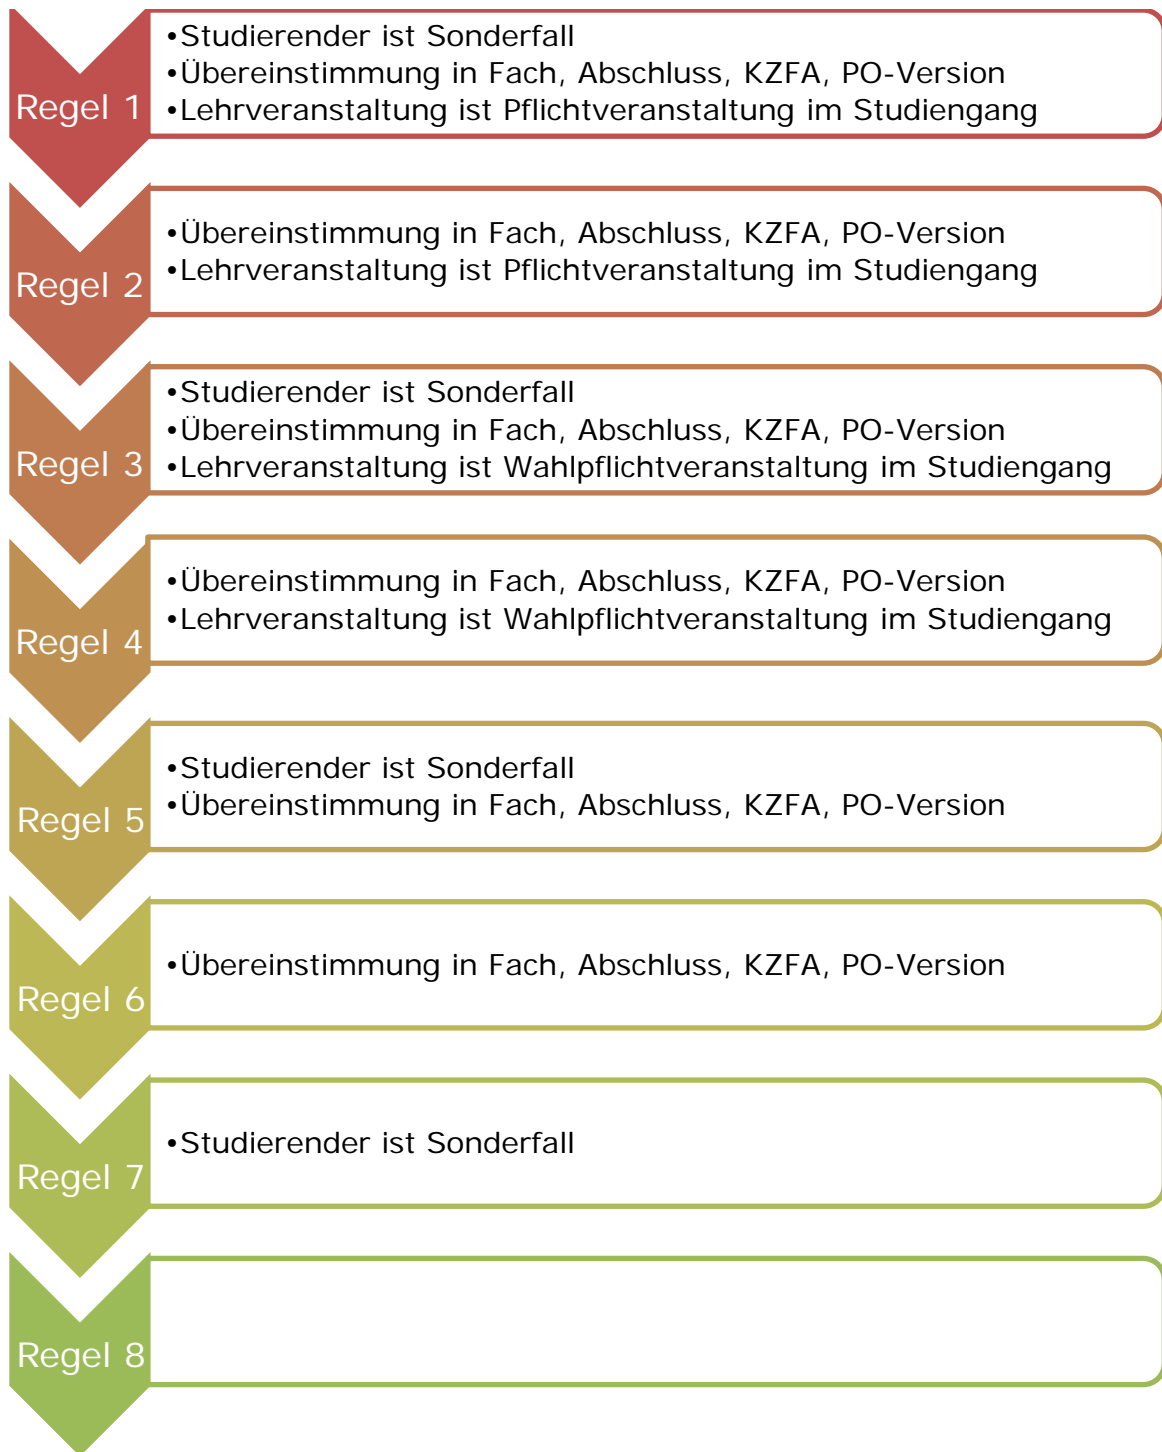 Regel 1
•Studierender ist Sonderfall
•Übereinstimmung in Fach, Abschluss, KZFA, PO-Version
•Lehrveranstaltung ist Pflichtveranstaltung im Studiengang
Regel 2
•Übereinstimmung in Fach, Abschluss, KZFA, PO-Version
•Lehrveranstaltung ist Pflichtveranstaltung im Studiengang
Regel 3
•Studierender ist Sonderfall
•Übereinstimmung in Fach, Abschluss, KZFA, PO-Version
•Lehrveranstaltung ist Wahlpflichtveranstaltung im Studiengang
Regel 4
•Übereinstimmung in Fach, Abschluss, KZFA, PO-Version
•Lehrveranstaltung ist Wahlpflichtveranstaltung im Studiengang
Regel 5
•Studierender ist Sonderfall
•Übereinstimmung in Fach, Abschluss, KZFA, PO-Version
Regel 6
•Übereinstimmung in Fach, Abschluss, KZFA, PO-Version
Regel 7
•Studierender ist Sonderfall
Regel 8